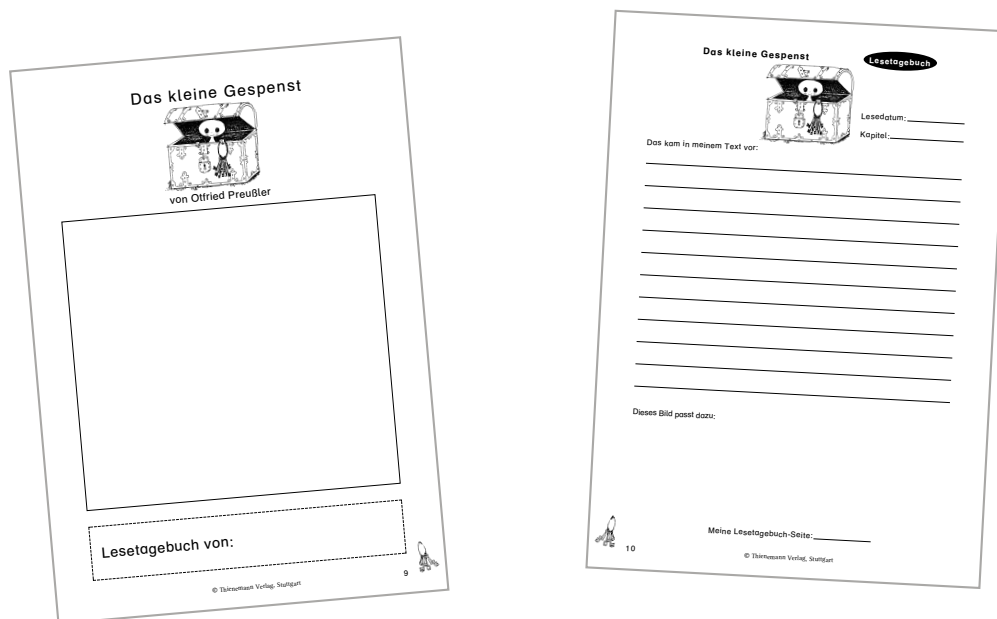 Das kleine Gespenst
von Otfried Preußler
Lesetagebuch von:
© Thienemann Verlag, Stuttgart
9
Das kleine Gespenst
Lesetagebuch
Lesedatum:
Kapitel:
Das kam in meinem Text vor:
Dieses Bild passt dazu:
Meine Lesetagebuch-Seite:
10
© Thienemann Verlag, Stuttgart